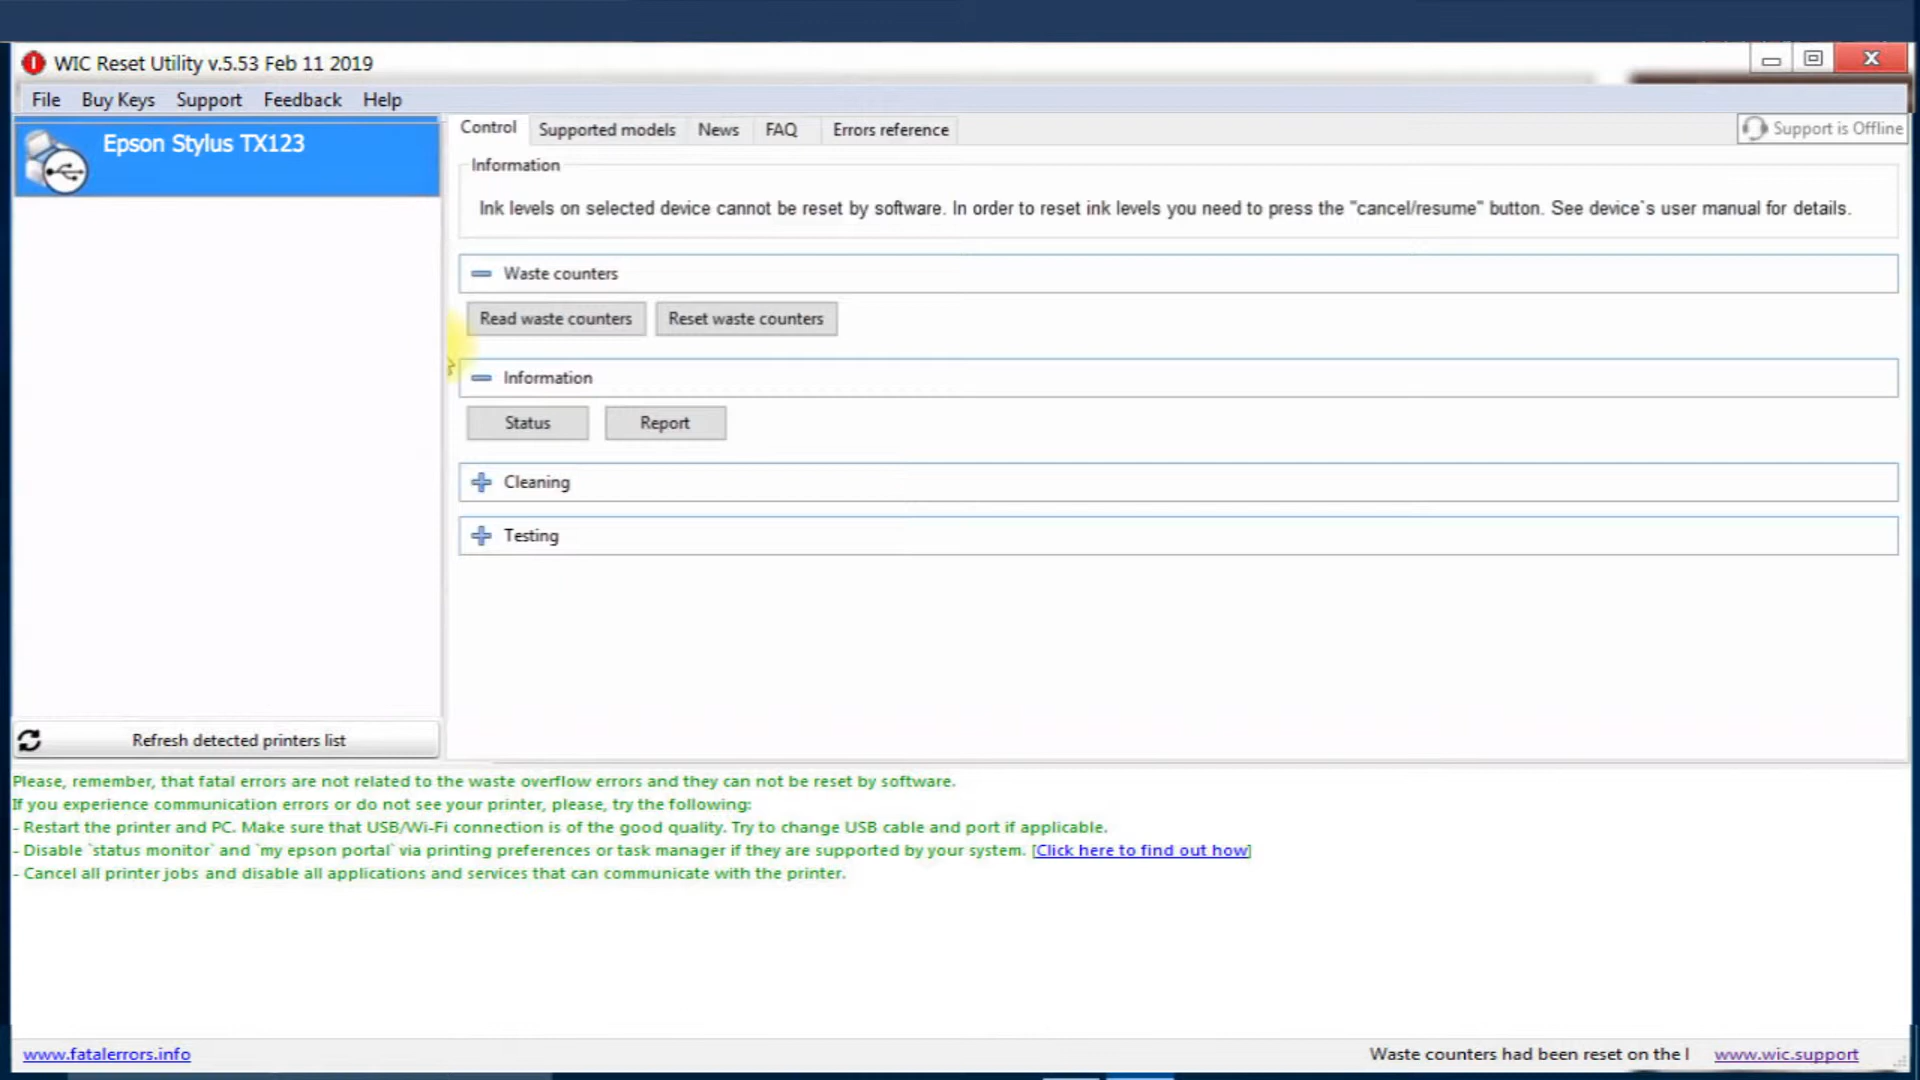 WIC Reset Utility v.5.53 Feb 11 2019
File Buy Keys Support Feedback Help
Epson Stylus TX123
Control Supported models News FAQ Errors reference
Support is Offline
Information
Ink levels on selected device cannot be reset by software. In order to reset ink levels you need to press the "cancel/resume" button. See device`s user manual for details.
Waste counters
Read waste counters Reset waste counters
Information
Status Report
Cleaning
Testing
Refresh detected printers list
Please, remember, that fatal errors are not related to the waste overflow errors and they can not be reset by software.
If you experience communication errors or do not see your printer, please, try the following:
- Restart the printer and PC. Make sure that USB/Wi-Fi connection is of the good quality. Try to change USB cable and port if applicable.
- Disable `status monitor` and `my epson portal` via printing preferences or task manager if they are supported by your system. [Click here to find out how]
- Cancel all printer jobs and disable all applications and services that can communicate with the printer.
www.fatalerrors.info Waste counters had been reset on the www.wic.support